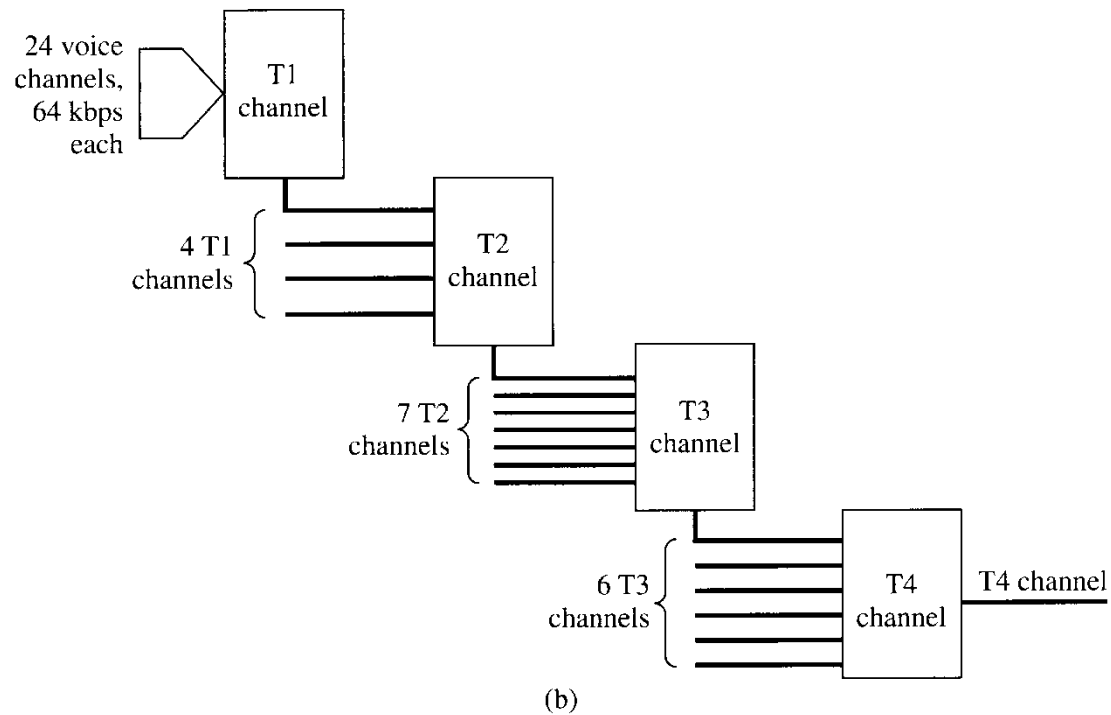 24 voice
channels,
64 kbps
each
T1
channel
4 T1
channels
T2
channel
7 T2
channels
T3
channel
6 T3
channels
T4
channel
T4 channel
(b)